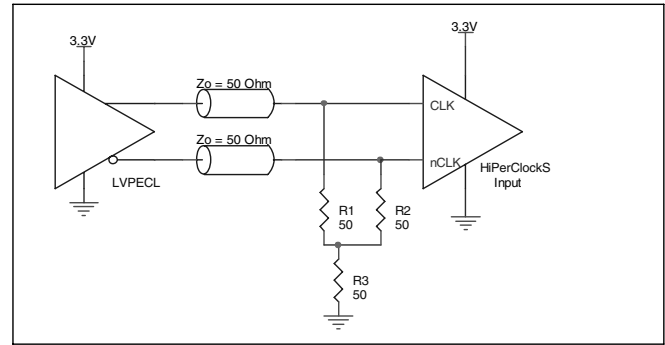 3.3V
3.3V
Zo = 50 Ohm
CLK
Zo = 50 Ohm
nCLK
LVPECL
HiPerClockS
Input
R1
50
R2
50
R3
50